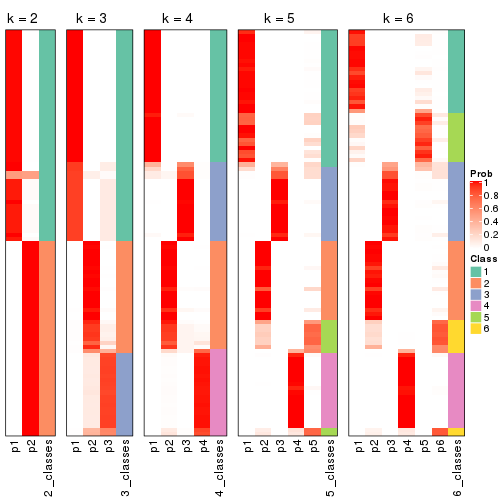 k = 2
k = 3
k = 4
k = 5
k = 6
Prob
1
0.8
0.6
0.4
0.2
0
Class
1
2
3
4
5
6
p1
p2
2_classes
p1
p2
p3
3_classes
p1
p2
p3
p4
4_classes
p1
p2
p3
p4
p5
5_classes
p1
p2
p3
p4
p5
p6
6_classes